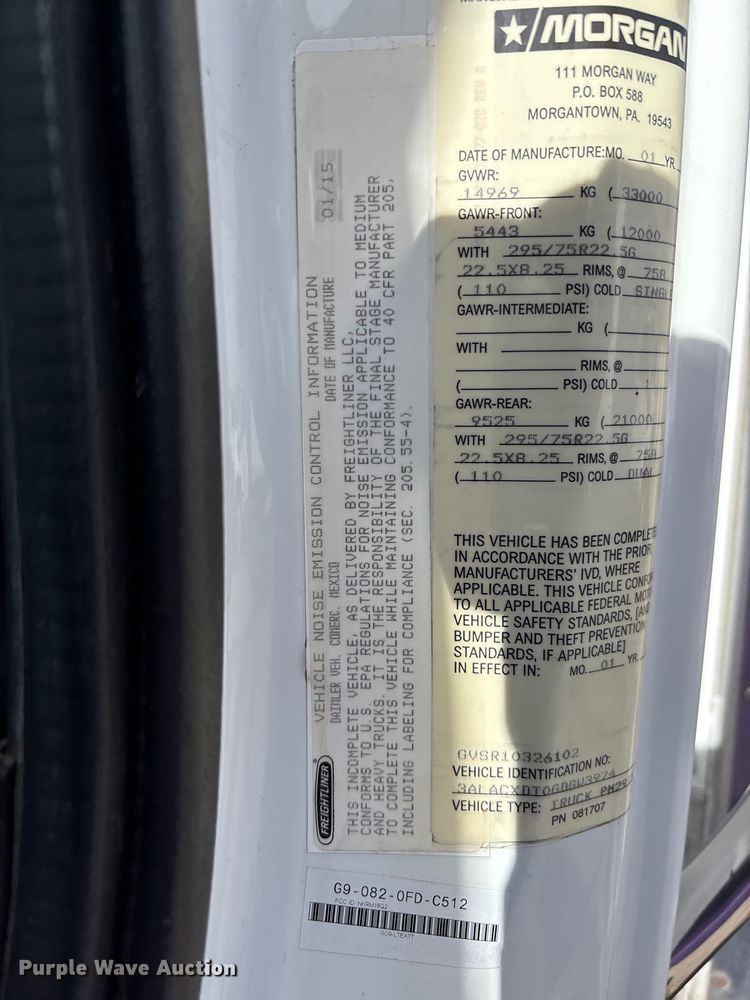 MORGAN
111 MORGAN WAY
P.O. BOX 588
MORGANTOWN, PA. 19543
DATE OF MANUFACTURE:MO. 01 YR.
GVWR:
14969 KG ( 33000
GAWR-FRONT:
5443 KG ( 12000
WITH 295/75R22.5G
22.5X8.25 RIMS, @ 758
( 110 PSI) COLD SINGLE
GAWR-INTERMEDIATE:
KG (
WITH
RIMS, @
( PSI) COLD
GAWR-REAR:
9525 KG ( 21000
WITH 295/75R22.5G
22.5X8.25 RIMS, @ 758
( 110 PSI) COLD DUAL
THIS VEHICLE HAS BEEN COMPLETE
IN ACCORDANCE WITH THE PRIOR
MANUFACTURERS' IVD, WHERE
APPLICABLE. THIS VEHICLE CONFOR
TO ALL APPLICABLE FEDERAL MOTO
VEHICLE SAFETY STANDARDS, [AND
BUMPER AND THEFT PREVENTION
STANDARDS, IF APPLICABLE]
IN EFFECT IN: MO. 01 YR.
GVSR10326102
VEHICLE IDENTIFICATION NO:
VEHICLE TYPE: TRUCK
PN 081707
01/15
VEHICLE NOISE EMISSION CONTROL INFORMATION
DAIMLER VEH. COMERC. MEXICO DATE OF MANUFACTURE
THIS INCOMPLETE VEHICLE, AS DELIVERED BY FREIGHTLINER LLC,
CONFORMS TO U.S. EPA REGULATIONS FOR NOISE EMISSION APPLICABLE TO MEDIUM
AND HEAVY TRUCKS. IT IS THE RESPONSIBILITY OF THE FINAL STAGE MANUFACTURER
TO COMPLETE THIS VEHICLE WHILE MAINTAINING CONFORMANCE TO 40 CFR PART 205,
INCLUDING LABELING FOR COMPLIANCE (SEC. 205.55-4).
FREIGHTLINER
G9-082-0FD-C512
FCC ID: NKRM18G2
Purple Wave Auction